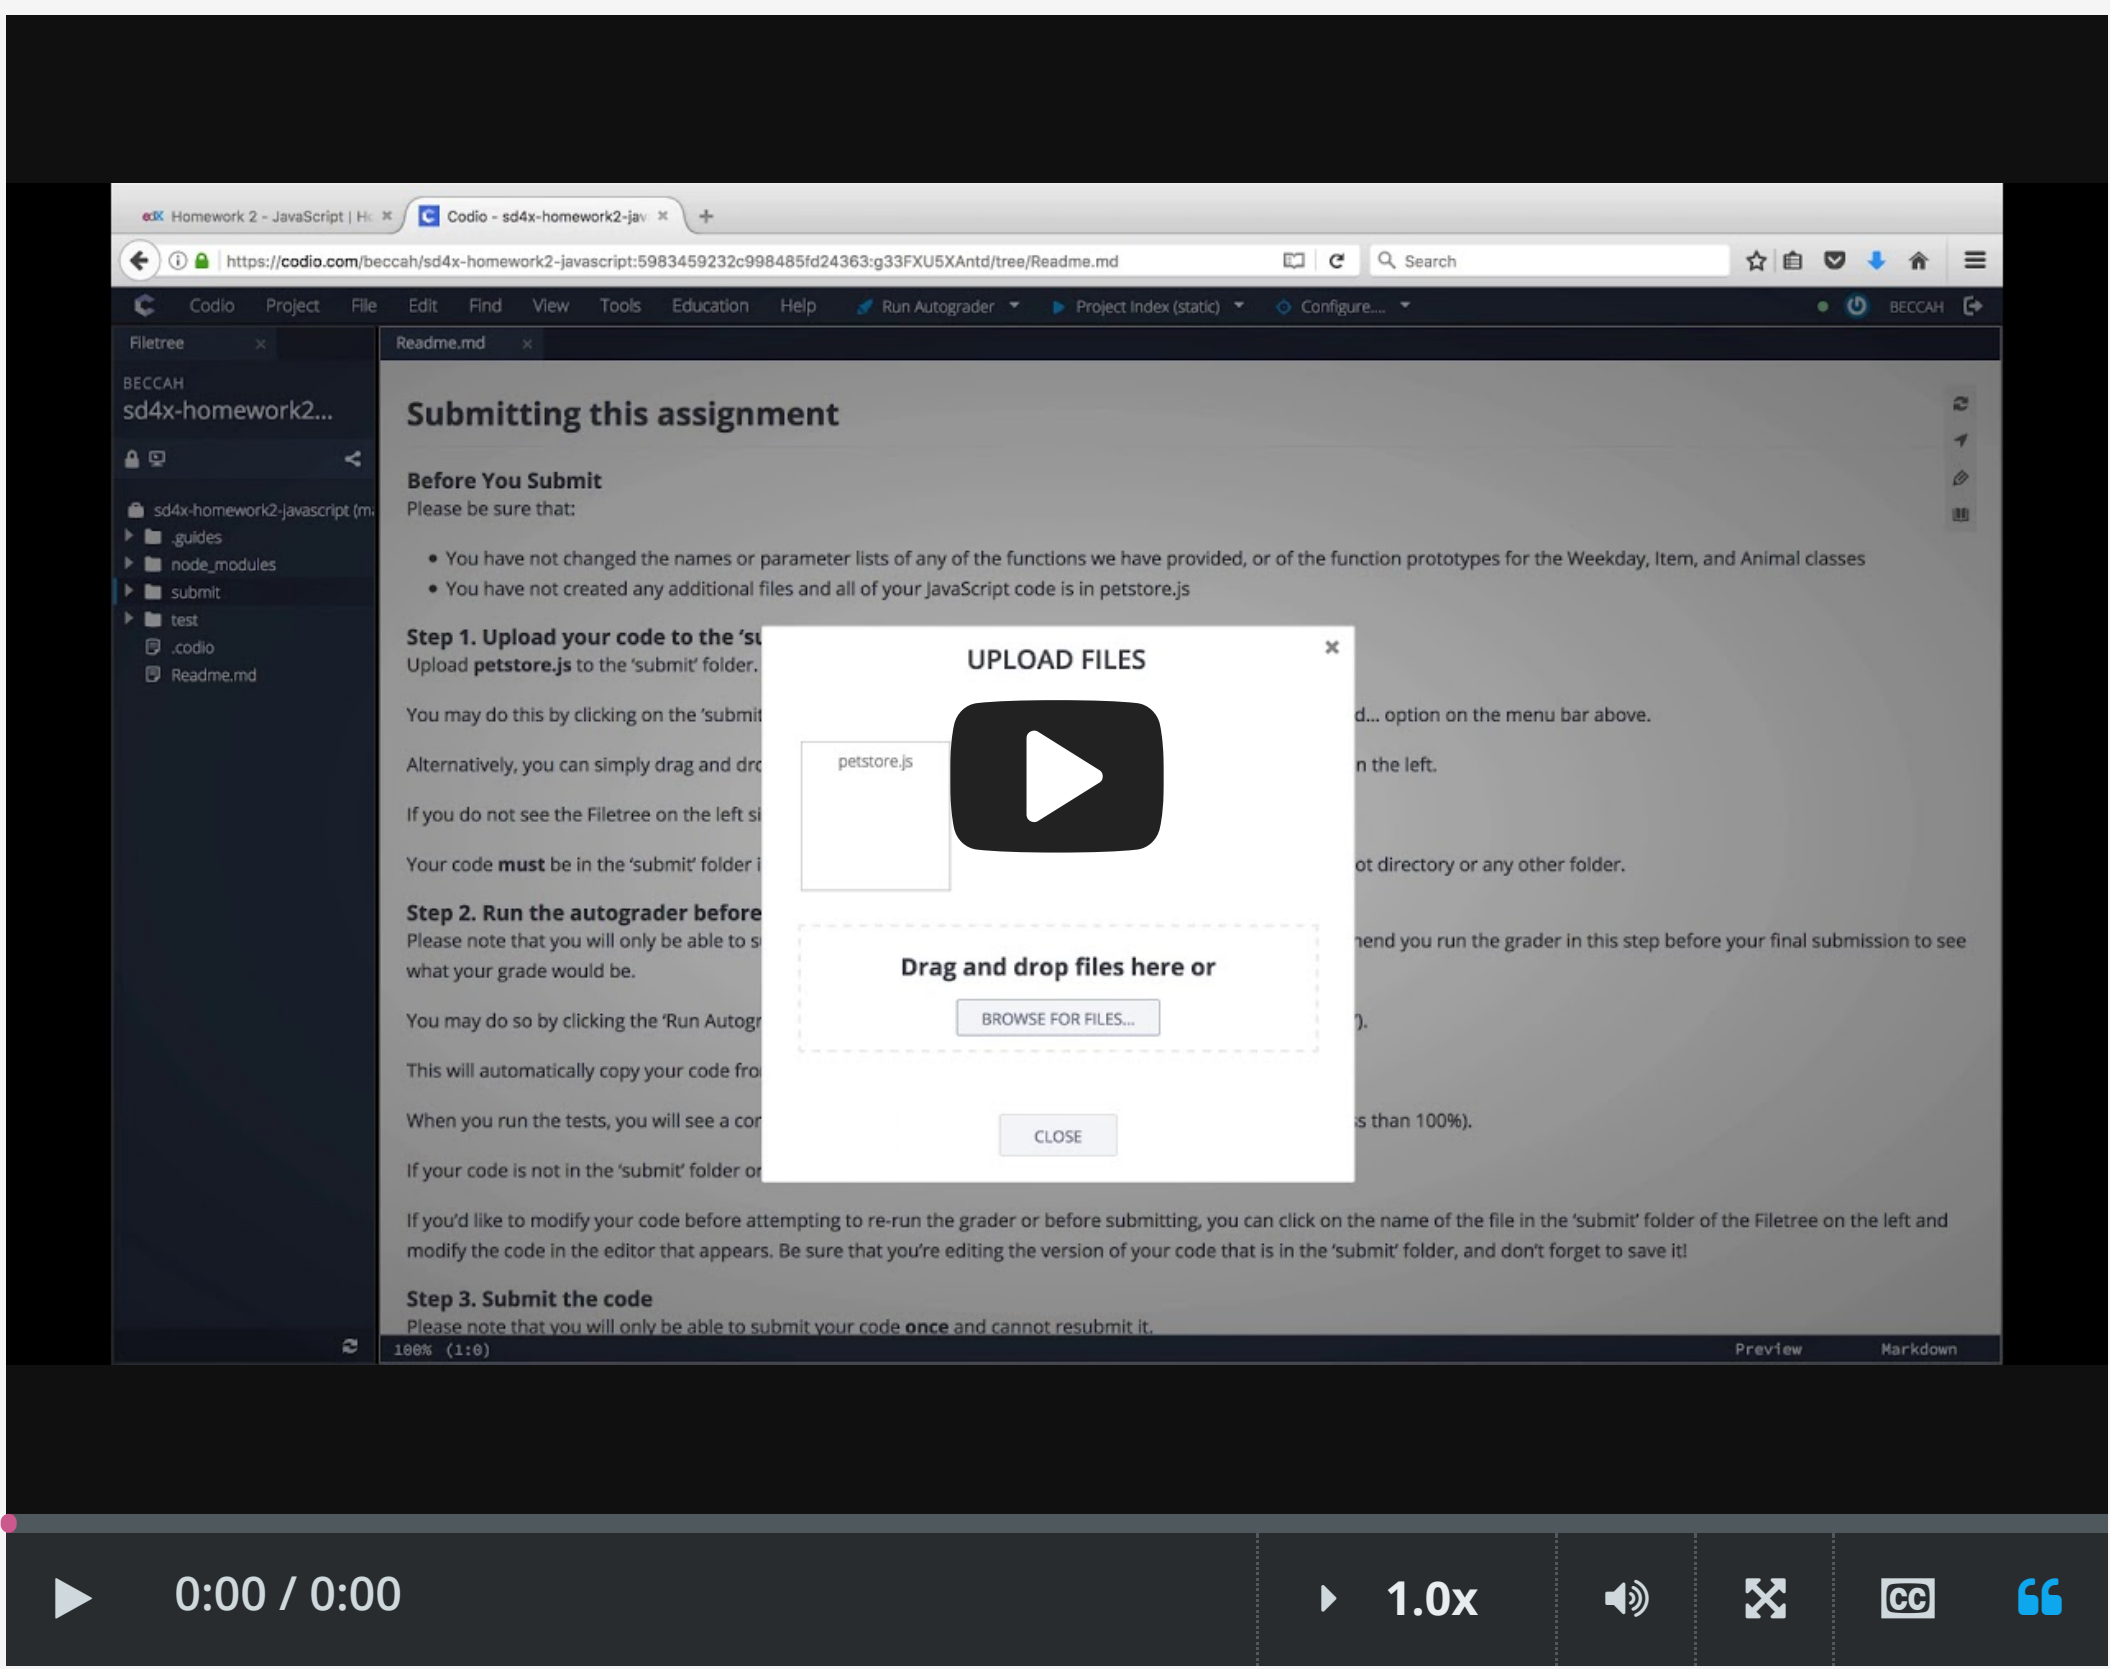 edX Homework 2 - JavaScript | Ho
Codio - sd4x-homework2-jav
https://codio.com/beccah/sd4x-homework2-javascript:5983459232c998485fd24363:g33FXU5XAntd/tree/Readme.md
Search
Codio Project File Edit Find View Tools Education Help Run Autograder Project Index (static) Configure.... BECCAH
Filetree
Readme.md
BECCAH
sd4x-homework2...
sd4x-homework2-javascript (ma
.guides
node_modules
submit
test
.codio
Readme.md
Submitting this assignment
Before You Submit
Please be sure that:
• You have not changed the names or parameter lists of any of the functions we have provided, or of the function prototypes for the Weekday, Item, and Animal classes
• You have not created any additional files and all of your JavaScript code is in petstore.js
Step 1. Upload your code to the ‘su
Upload petstore.js to the ‘submit’ folder.
You may do this by clicking on the ‘submit d... option on the menu bar above.
Alternatively, you can simply drag and dro n the left.
If you do not see the Filetree on the left si
Your code must be in the ‘submit’ folder i ot directory or any other folder.
Step 2. Run the autograder before
Please note that you will only be able to s mend you run the grader in this step before your final submission to see
what your grade would be.
You may do so by clicking the ‘Run Autogr ’).
This will automatically copy your code fro
When you run the tests, you will see a cor s than 100%).
If your code is not in the ‘submit’ folder or
If you’d like to modify your code before attempting to re-run the grader or before submitting, you can click on the name of the file in the ‘submit’ folder of the Filetree on the left and
modify the code in the editor that appears. Be sure that you’re editing the version of your code that is in the ‘submit’ folder, and don’t forget to save it!
Step 3. Submit the code
Please note that you will only be able to submit your code once and cannot resubmit it.
UPLOAD FILES
petstore.js
Drag and drop files here or
BROWSE FOR FILES...
CLOSE
100% (1:0)
Preview
Markdown
0:00 / 0:00
1.0x
CC